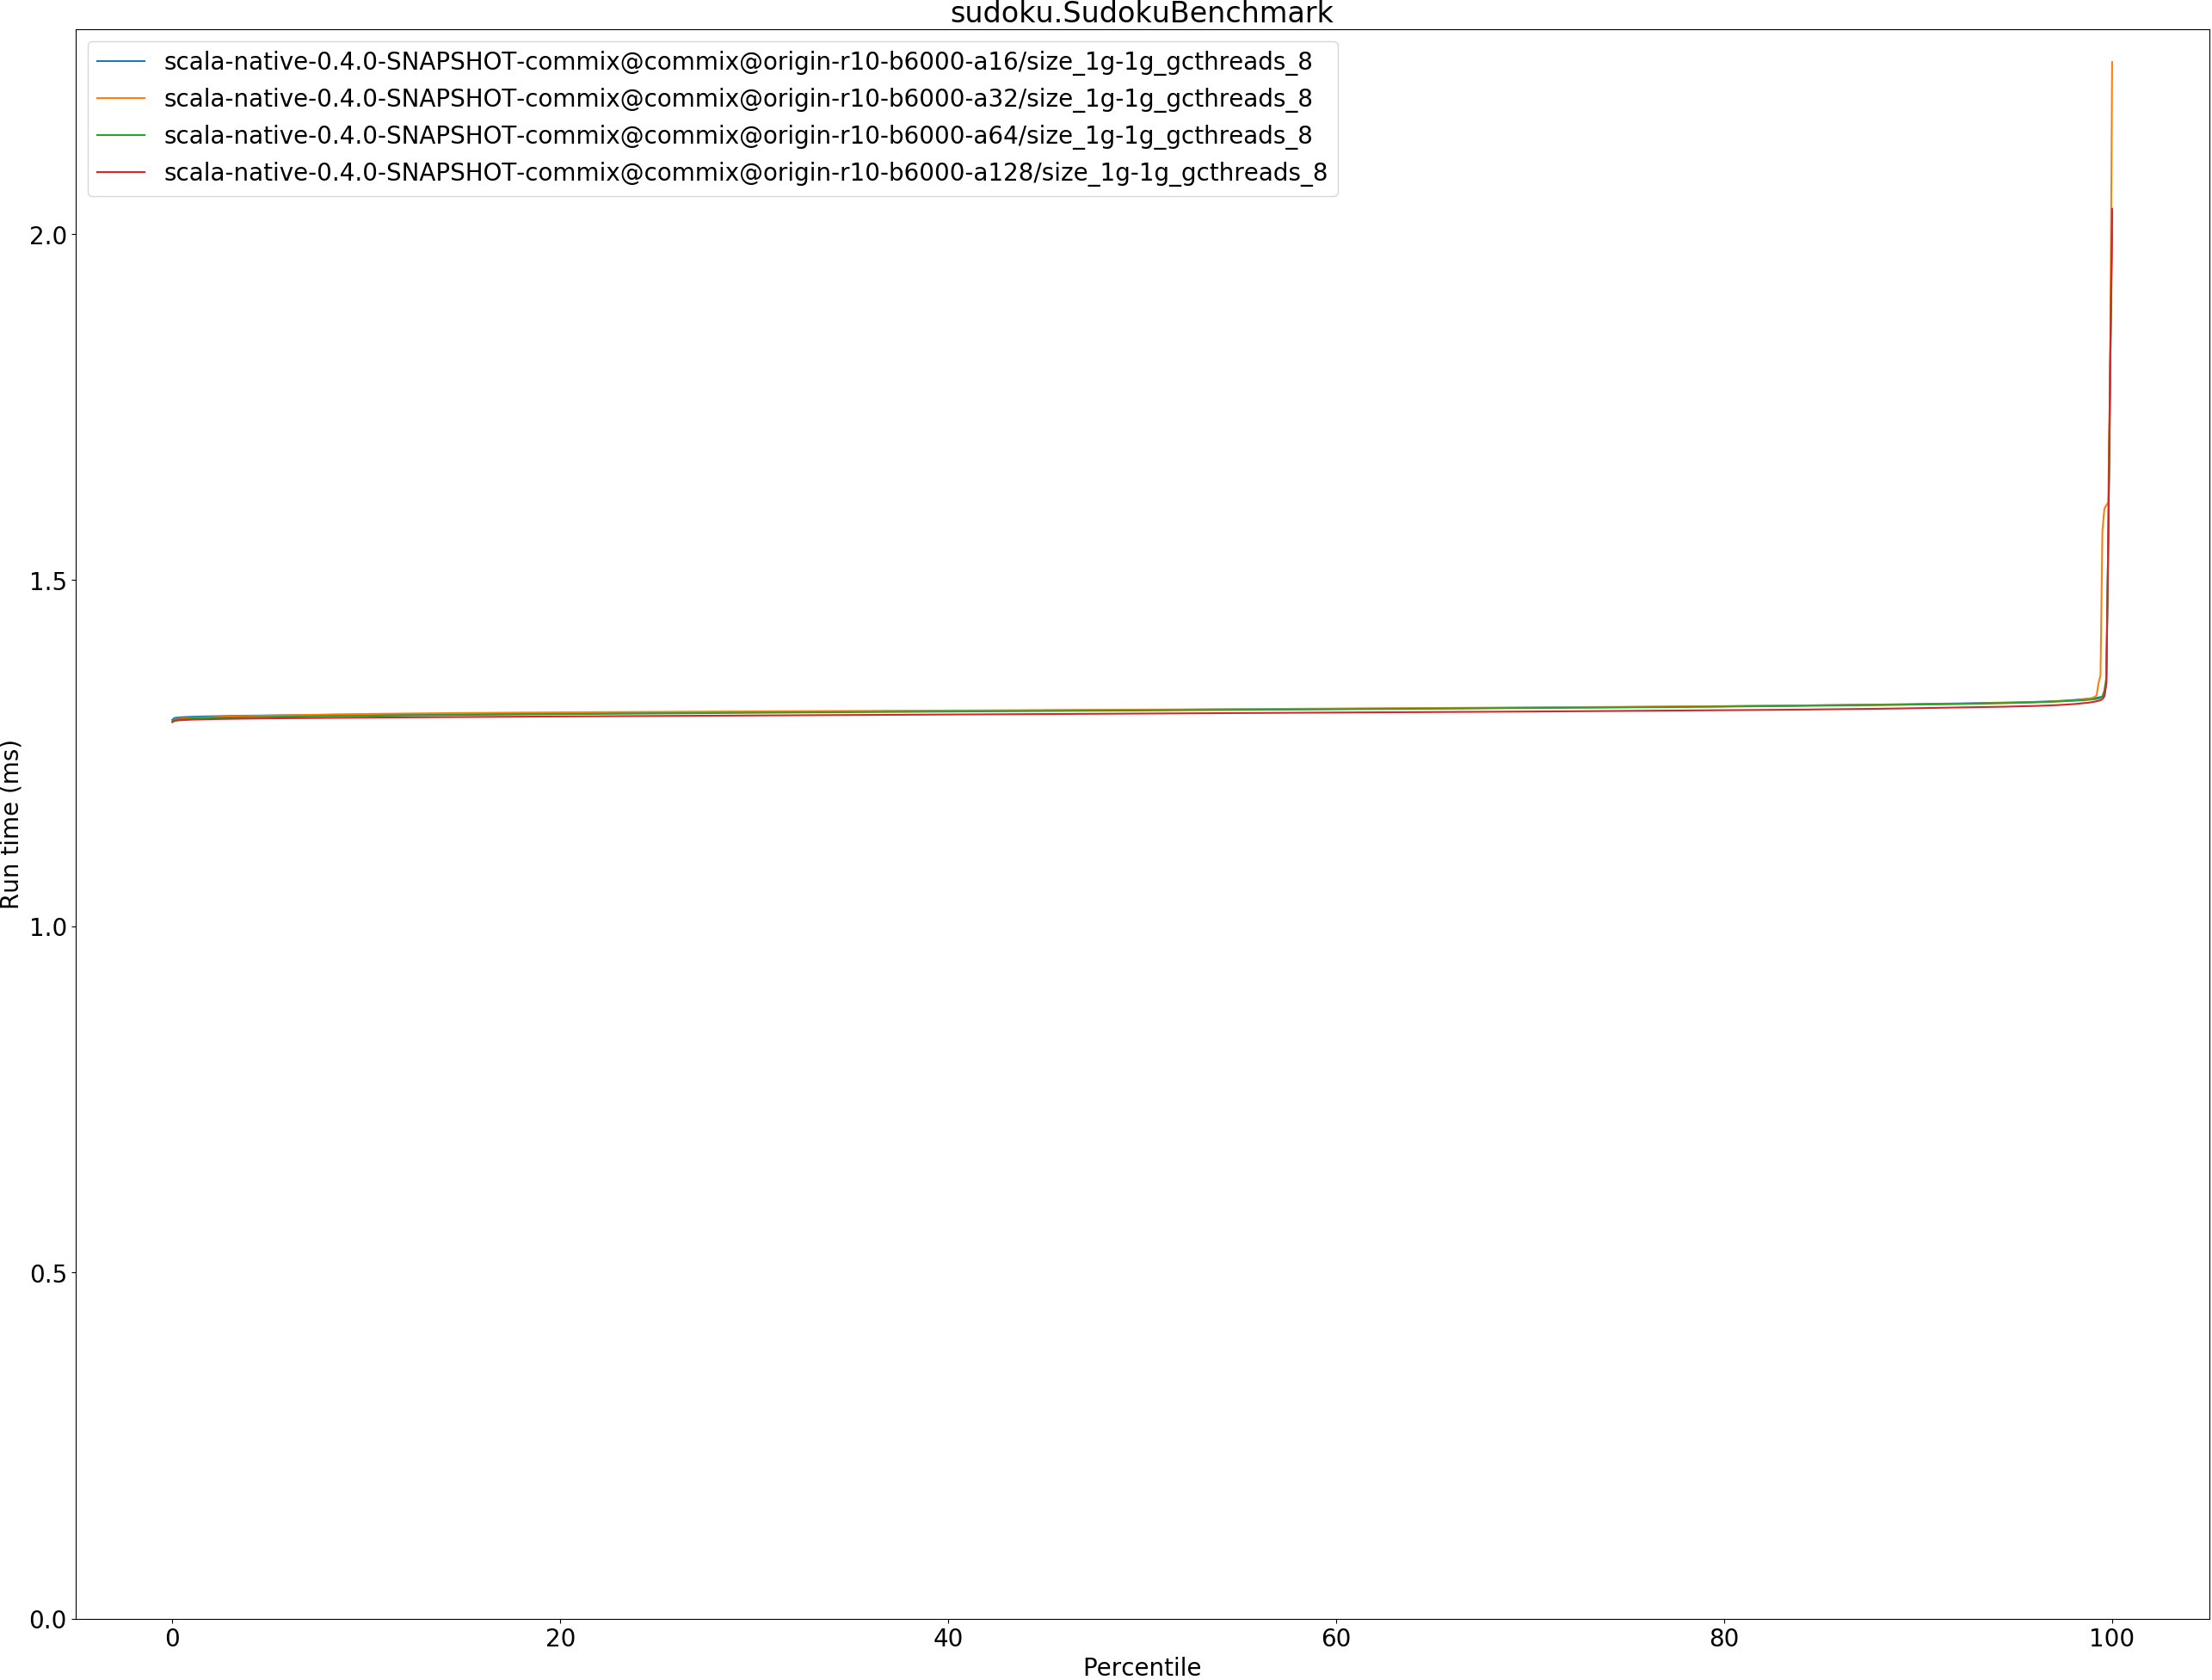 sudoku.SudokuBenchmark
scala-native-0.4.0-SNAPSHOT-commix@commix@origin-r10-b6000-a16/size_1g-1g_gcthreads_8
scala-native-0.4.0-SNAPSHOT-commix@commix@origin-r10-b6000-a32/size_1g-1g_gcthreads_8
scala-native-0.4.0-SNAPSHOT-commix@commix@origin-r10-b6000-a64/size_1g-1g_gcthreads_8
scala-native-0.4.0-SNAPSHOT-commix@commix@origin-r10-b6000-a128/size_1g-1g_gcthreads_8
2.0
1.5
1.0
0.5
0.0
Run time (ms)
0 20 40 60 80 100
Percentile